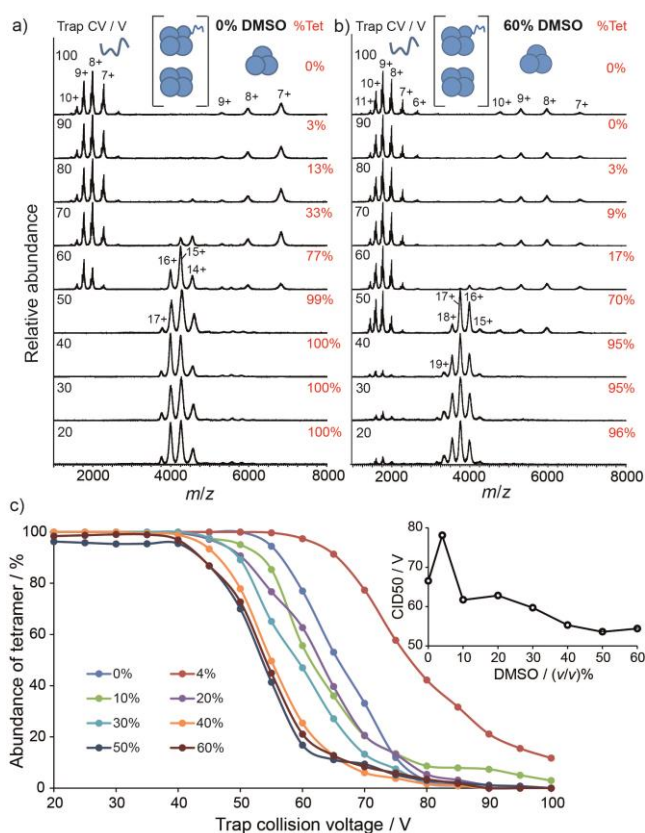 a) Trap CV / V 0% DMSO %Tet
100 0%
10+ 9+ 8+ 7+ 9+ 8+ 7+
90 3%
80 13%
70 33%
60 77%
16+ 15+ 14+
50 99%
17+
40 100%
30 100%
20 100%
2000 4000 6000 8000
m/z
Relative abundance
b) Trap CV / V 60% DMSO %Tet
100 0%
11+ 10+ 9+ 8+ 7+ 6+ 10+ 9+ 8+ 7+
90 0%
80 3%
70 9%
60 17%
50 70%
18+ 17+ 16+ 15+
40 95%
19+
30 95%
20 96%
2000 4000 6000 8000
m/z
c)
Abundance of tetramer / %
100
80
60
40
20
0
20 30 40 50 60 70 80 90 100
Trap collision voltage / V
0% 4%
10% 20%
30% 40%
50% 60%
CID50 / V
80
70
60
50
0 10 20 30 40 50 60
DMSO / (v/v)%